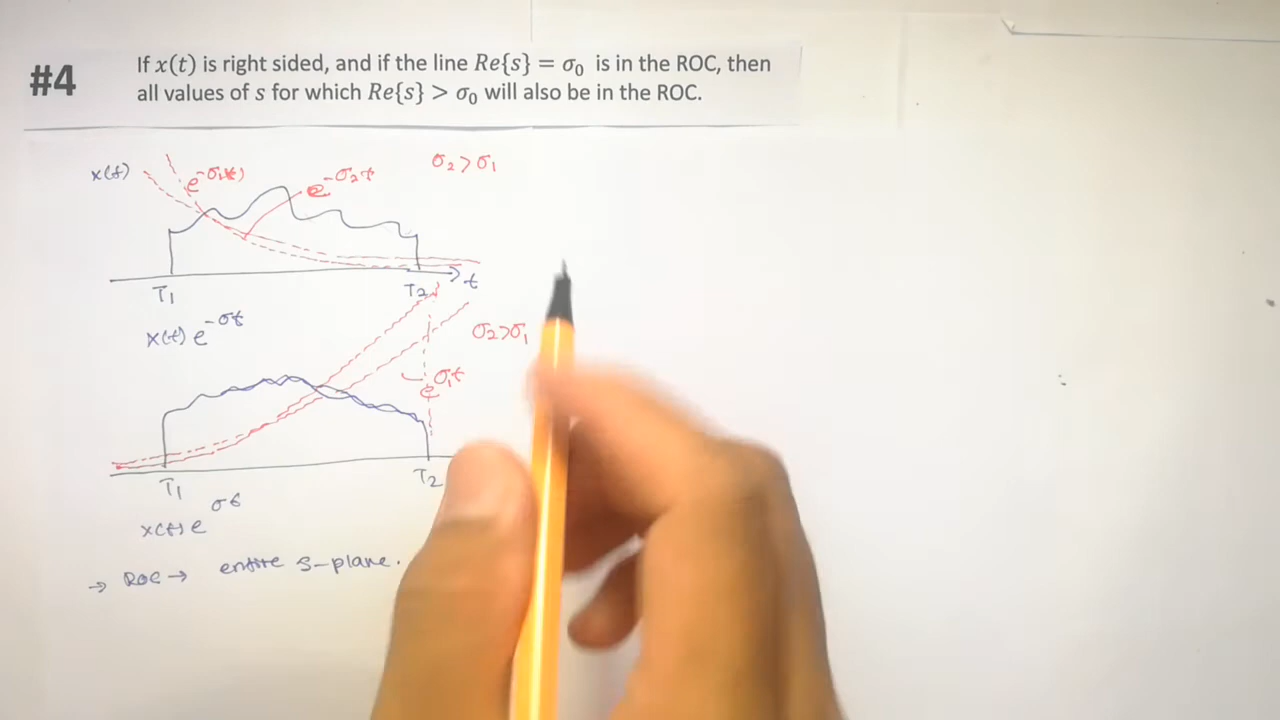 #4
If x(t) is right sided, and if the line Re{s} = σ₀ is in the ROC, then
all values of s for which Re{s} > σ₀ will also be in the ROC.
x(t)
e^-σ₁(t)
e^-σ₂t
σ₂>σ₁
T₁
T₂
t
x(t) e^-σt
σ₂>σ₁
e^σ₁t
T₁
T₂
x(t) e^σt
→ ROC → entire s-plane.